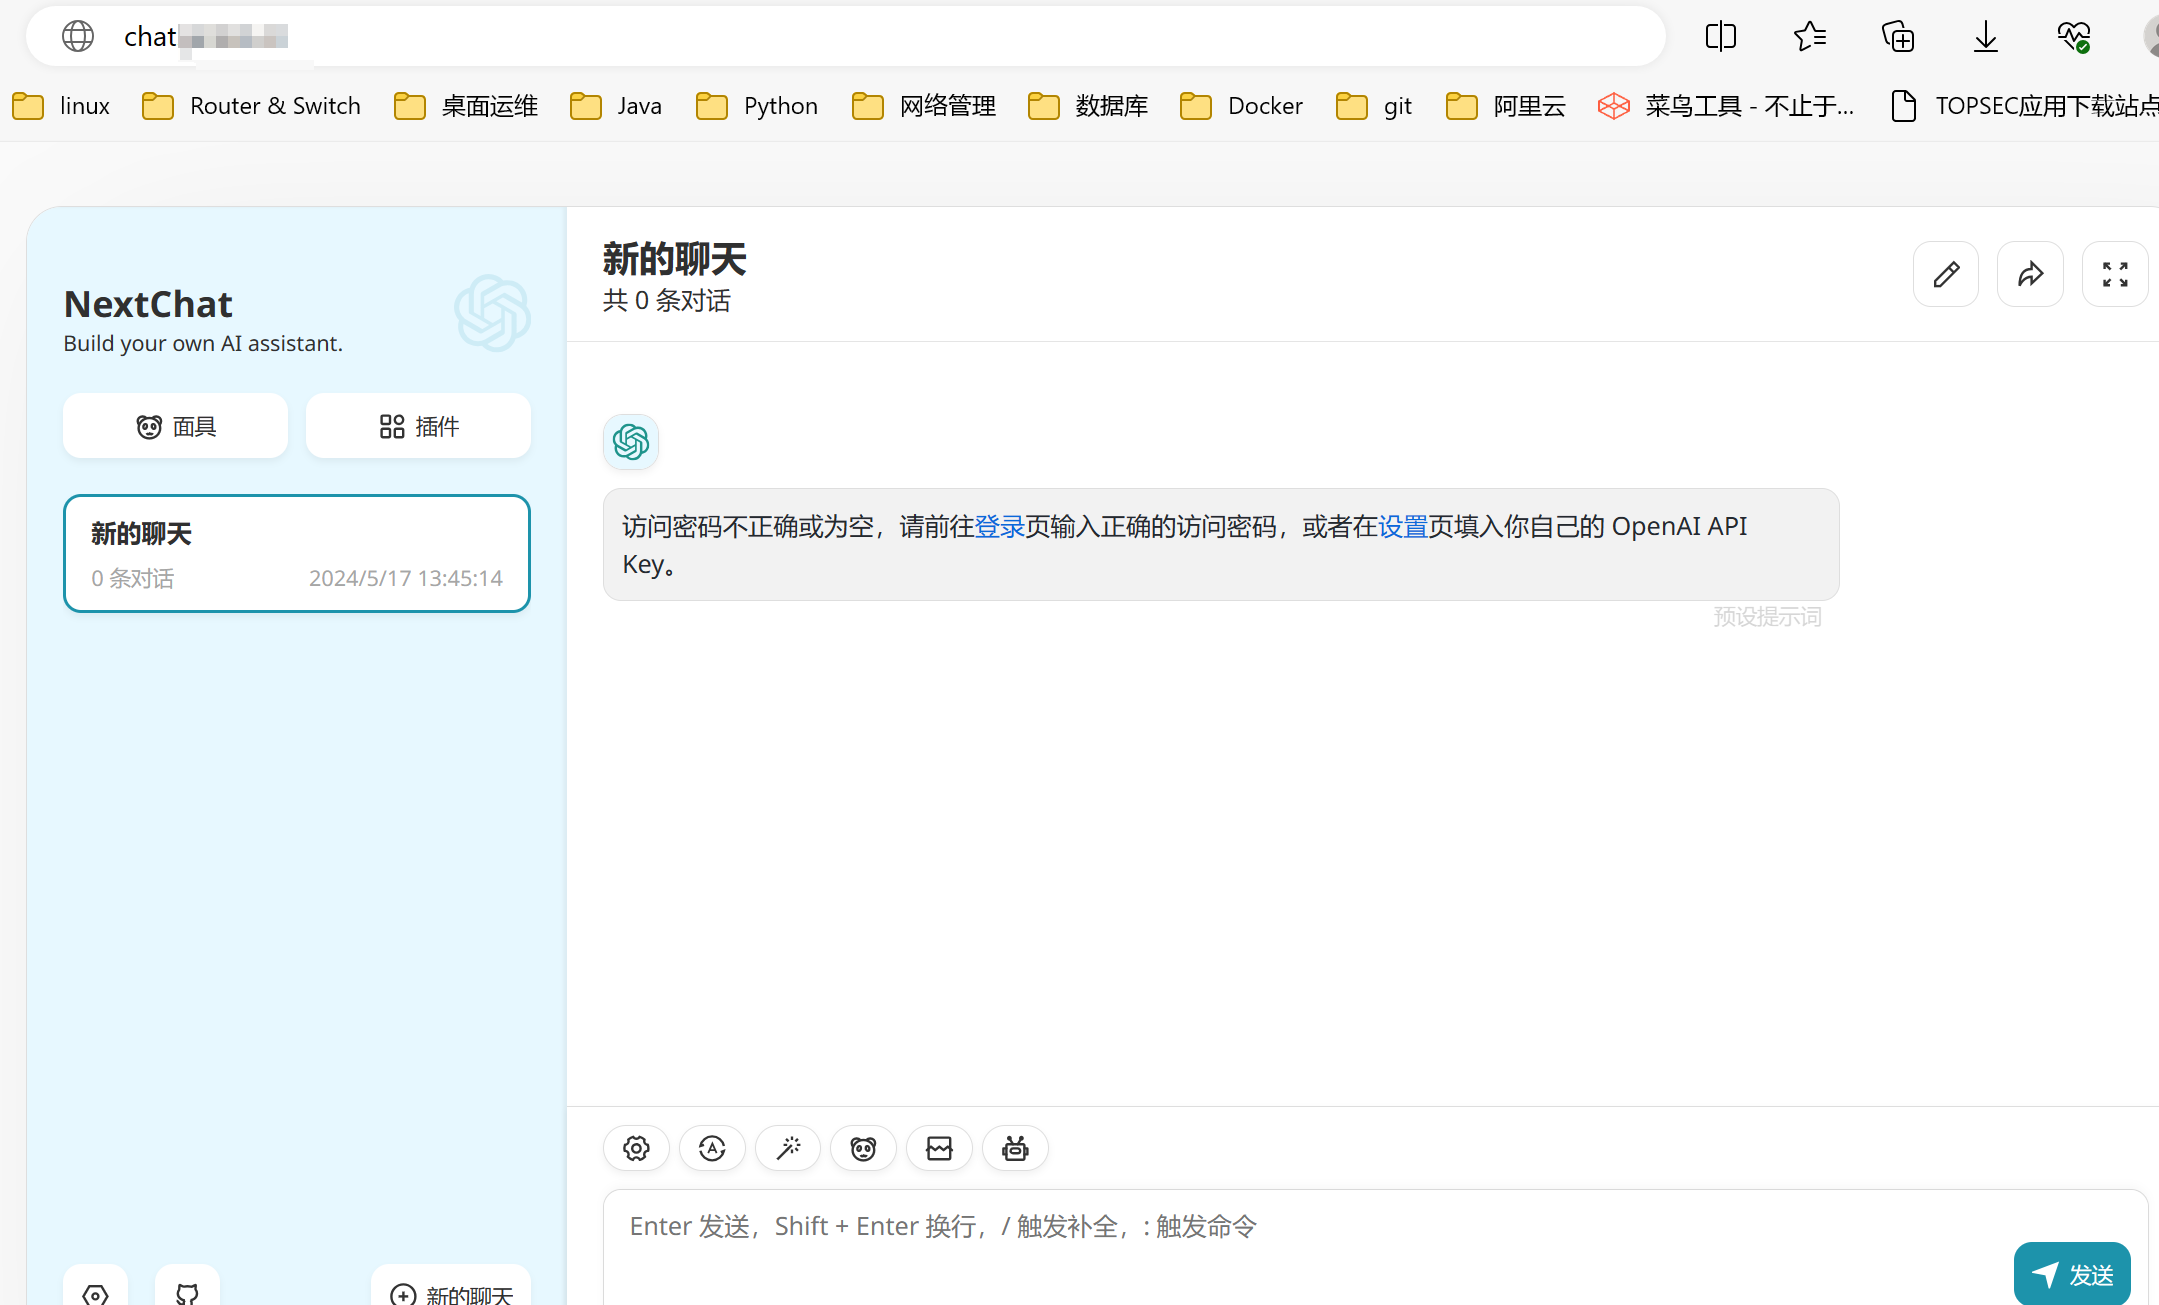 chat
linux
Router & Switch
桌面运维
Java
Python
网络管理
数据库
Docker
git
阿里云
菜鸟工具 - 不止于...
TOPSEC应用下载站点
NextChat
Build your own AI assistant.
面具
插件
新的聊天
0 条对话
2024/5/17 13:45:14
新的聊天
共 0 条对话
访问密码不正确或为空，请前往登录页输入正确的访问密码，或者在设置页填入你自己的 OpenAI API
Key。
预设提示词
A
Enter 发送，Shift + Enter 换行，/ 触发补全，: 触发命令
发送
新的聊天